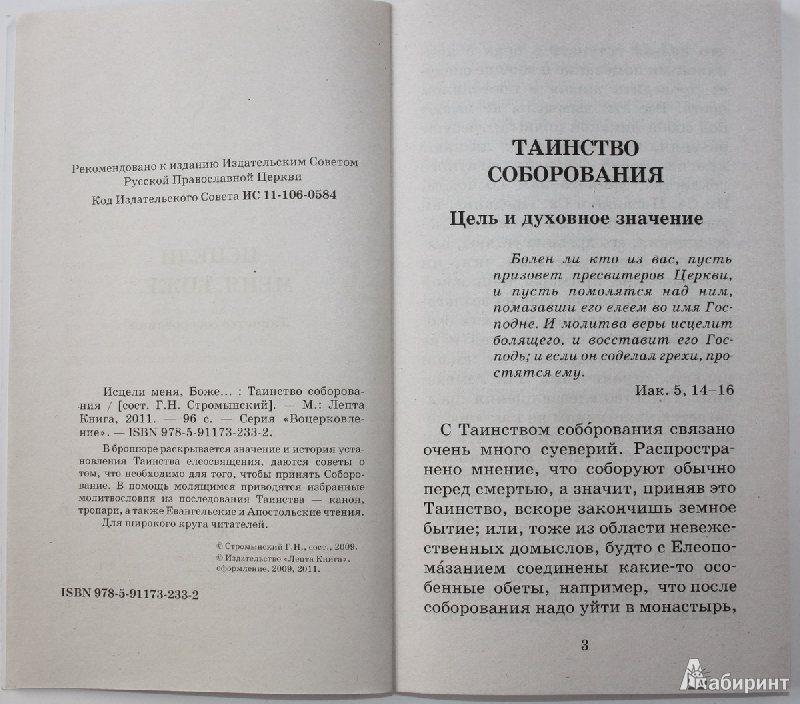 Рекомендовано к изданию Издательским Советом
Русской Православной Церкви
Код Издательского Совета ИС 11-106-0584
Исцели меня, Боже... : Таинство соборова-
ния / [сост. Г.Н. Стромынский]. — М.: Лепта
Книга, 2011. — 96 с. — Серия «Воцерковле-
ние». — ISBN 978-5-91173-233-2.
В брошюре раскрывается значение и история уста-
новления Таинства елеосвящения, даются советы о
том, что необходимо для того, чтобы принять Соборо-
вание. В помощь молящимся приводятся избранные
молитвословия из последования Таинства — канон,
тропари, а также Евангельские и Апостольские чтения.
Для широкого круга читателей.
© Стромынский Г.Н., сост., 2009.
© Издательство «Лепта Книга»,
оформление, 2009, 2011.
ISBN 978-5-91173-233-2
ТАИНСТВО
СОБОРОВАНИЯ
Цель и духовное значение
Болен ли кто из вас, пусть
призовет пресвитеров Церкви,
и пусть помолятся над ним,
помазавши его елеем во имя Гос-
подне. И молитва веры исцелит
болящего, и восставит его Гос-
подь; и если он соделал грехи, про-
стятся ему.
Иак. 5, 14–16
С Таинством собо́рования связано
очень много суеверий. Распростра-
нено мнение, что соборуют обычно
перед смертью, а значит, приняв это
Таинство, вскоре закончишь земное
бытие; или, тоже из области невеже-
ственных домыслов, будто с Елеопо-
ма́занием соединены какие-то осо-
бенные обеты, например, что после
соборования надо уйти в монастырь,
3
Лабиринт